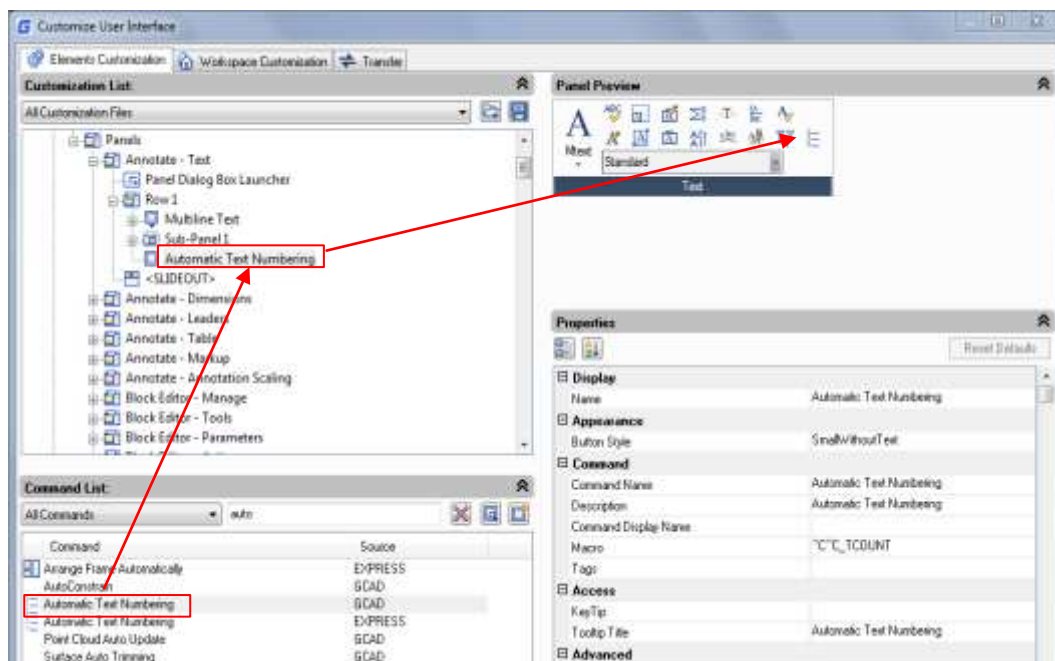 Customize User Interface
Elements Customization
Workspace Customization
Transfer
Customization List:
All Customization Files
Panels
Annotate - Text
Panel Dialog Box Launcher
Row 1
Multiline Text
Sub-Panel 1
Automatic Text Numbering
<SLIDEOUT>
Annotate - Dimensions
Annotate - Leaders
Annotate - Table
Annotate - Markup
Annotate - Annotation Scaling
Block Editor - Manage
Block Editor - Tools
Block Editor - Parameters
Command List:
All Commands auto
Command Source
Arrange Frame Automatically EXPRESS
AutoConstrain GCAD
Automatic Text Numbering GCAD
Automatic Text Numbering EXPRESS
Point Cloud Auto Update GCAD
Surface Auto Trimming GCAD
Panel Preview
A
Mtext
Standard
Text
Properties
Reset Defaults
Display
Name Automatic Text Numbering
Appearance
Button Style SmallWithoutText
Command
Command Name Automatic Text Numbering
Description Automatic Text Numbering
Command Display Name
Macro ^C^C_TCOUNT
Tags
Access
KeyTip
Tooltip Title Automatic Text Numbering
Advanced